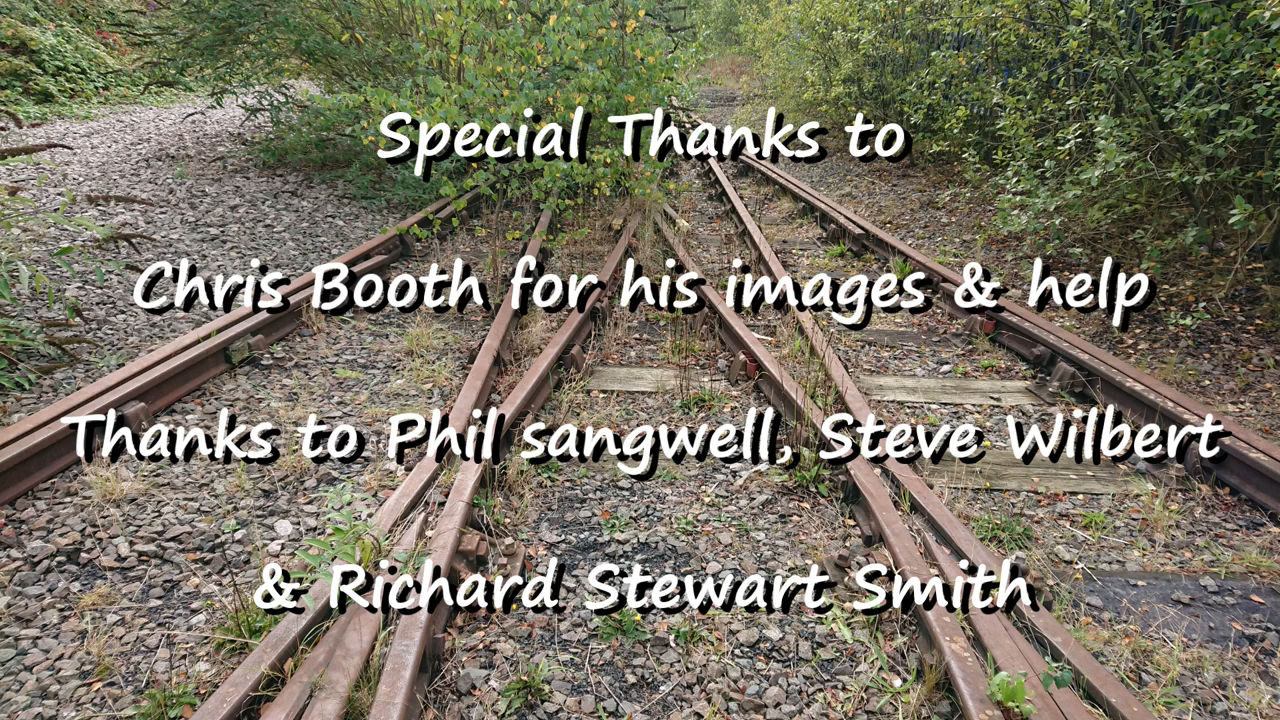 Special Thanks to
Chris Booth for his images & help
Thanks to Phil sangwell, Steve Wilbert
& Richard Stewart Smith